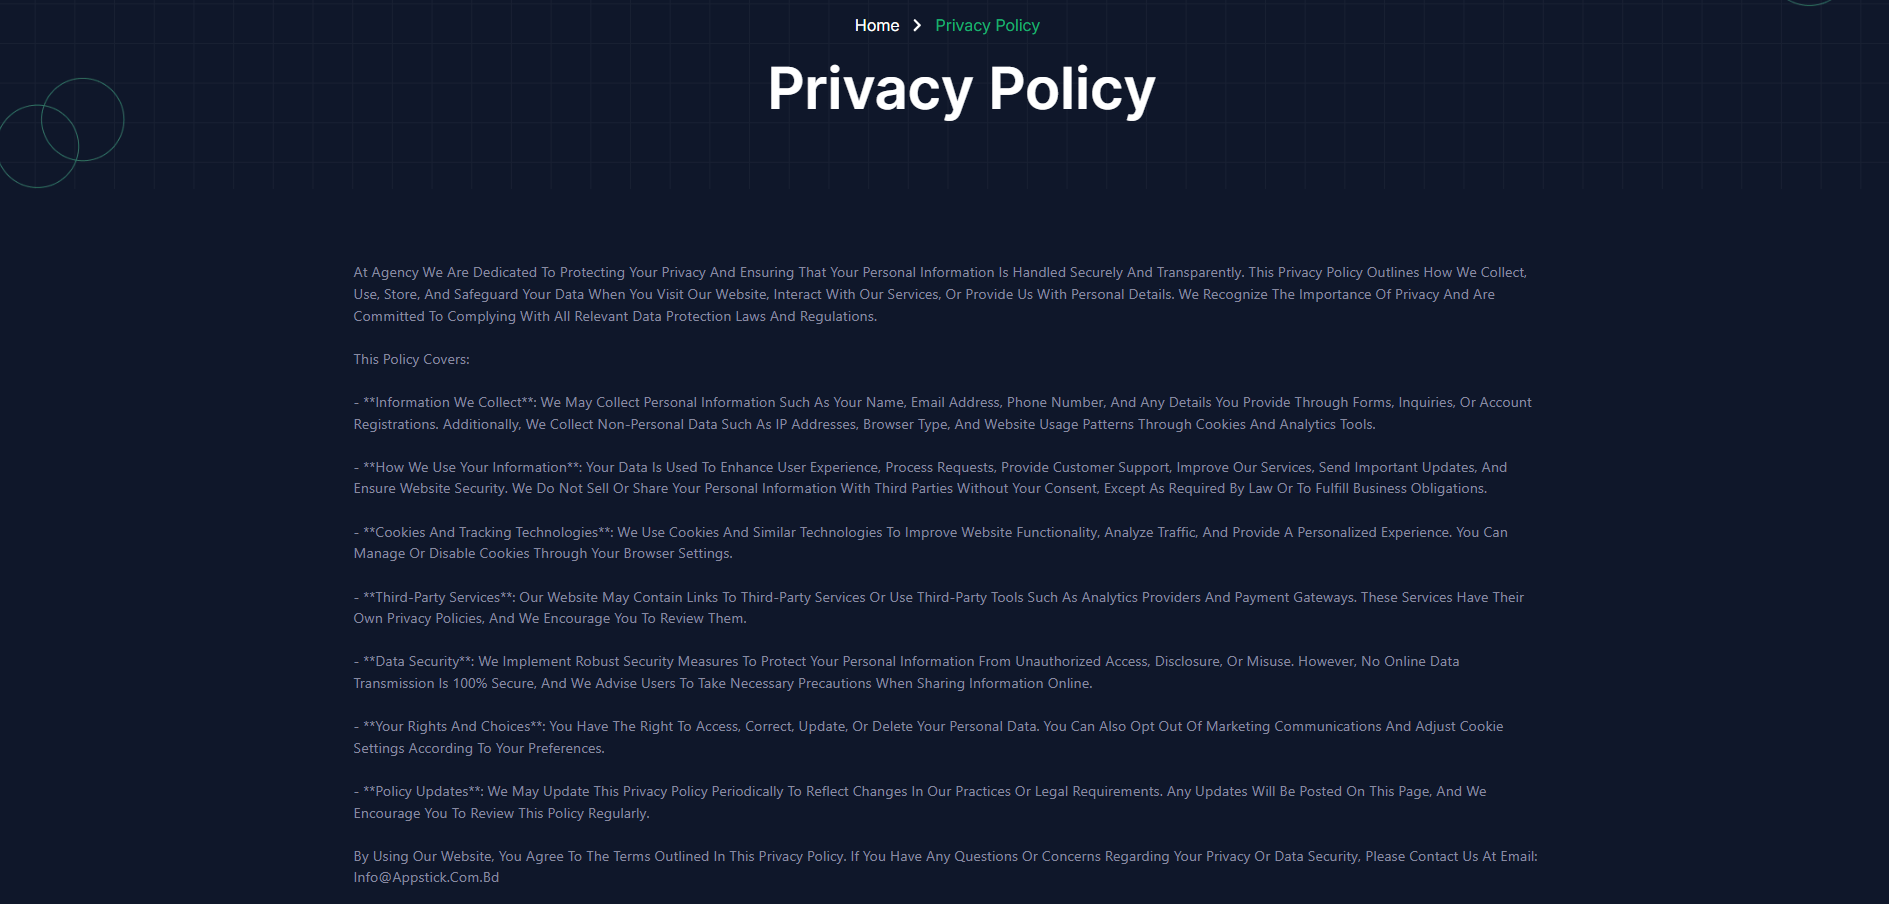 Home > Privacy Policy
Privacy Policy
At Agency We Are Dedicated To Protecting Your Privacy And Ensuring That Your Personal Information Is Handled Securely And Transparently. This Privacy Policy Outlines How We Collect,
Use, Store, And Safeguard Your Data When You Visit Our Website, Interact With Our Services, Or Provide Us With Personal Details. We Recognize The Importance Of Privacy And Are
Committed To Complying With All Relevant Data Protection Laws And Regulations.
This Policy Covers:
- **Information We Collect**: We May Collect Personal Information Such As Your Name, Email Address, Phone Number, And Any Details You Provide Through Forms, Inquiries, Or Account
Registrations. Additionally, We Collect Non-Personal Data Such As IP Addresses, Browser Type, And Website Usage Patterns Through Cookies And Analytics Tools.
- **How We Use Your Information**: Your Data Is Used To Enhance User Experience, Process Requests, Provide Customer Support, Improve Our Services, Send Important Updates, And
Ensure Website Security. We Do Not Sell Or Share Your Personal Information With Third Parties Without Your Consent, Except As Required By Law Or To Fulfill Business Obligations.
- **Cookies And Tracking Technologies**: We Use Cookies And Similar Technologies To Improve Website Functionality, Analyze Traffic, And Provide A Personalized Experience. You Can
Manage Or Disable Cookies Through Your Browser Settings.
- **Third-Party Services**: Our Website May Contain Links To Third-Party Services Or Use Third-Party Tools Such As Analytics Providers And Payment Gateways. These Services Have Their
Own Privacy Policies, And We Encourage You To Review Them.
- **Data Security**: We Implement Robust Security Measures To Protect Your Personal Information From Unauthorized Access, Disclosure, Or Misuse. However, No Online Data
Transmission Is 100% Secure, And We Advise Users To Take Necessary Precautions When Sharing Information Online.
- **Your Rights And Choices**: You Have The Right To Access, Correct, Update, Or Delete Your Personal Data. You Can Also Opt Out Of Marketing Communications And Adjust Cookie
Settings According To Your Preferences.
- **Policy Updates**: We May Update This Privacy Policy Periodically To Reflect Changes In Our Practices Or Legal Requirements. Any Updates Will Be Posted On This Page, And We
Encourage You To Review This Policy Regularly.
By Using Our Website, You Agree To The Terms Outlined In This Privacy Policy. If You Have Any Questions Or Concerns Regarding Your Privacy Or Data Security, Please Contact Us At Email:
Info@Appstick.Com.Bd